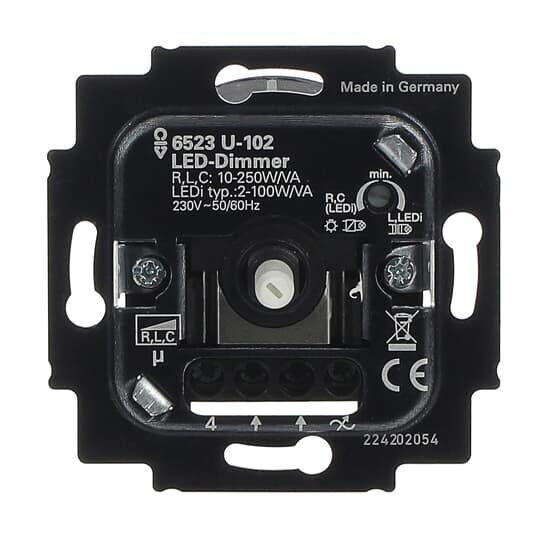 Made in Germany
6523 U-102
LED-Dimmer
R,L,C: 10-250W/VA
LEDi typ.:2-100W/VA
230V~50/60Hz
min.
R,C
(LEDi)
L,LEDi
R,L,C
µ
CE
4
224202054